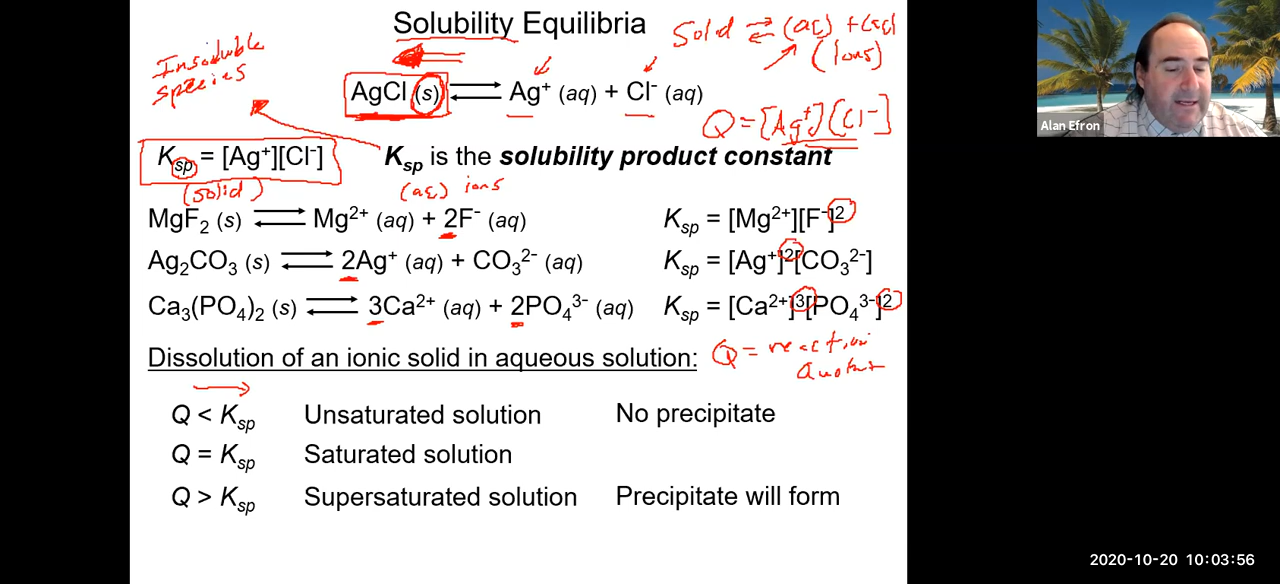 Solubility Equilibria
Solid ⇌ (aq) + (aq)
(ions)
Insoluble
species
AgCl (s) ⇌ Ag⁺ (aq) + Cl⁻ (aq)
Q = [Ag⁺][Cl⁻]
Alan Efron
Ksp = [Ag⁺][Cl⁻]
Ksp is the solubility product constant
(solid)
(aq) ions
MgF₂ (s) ⇌ Mg²⁺ (aq) + 2F⁻ (aq) Ksp = [Mg²⁺][F⁻]²
Ag₂CO₃ (s) ⇌ 2Ag⁺ (aq) + CO₃²⁻ (aq) Ksp = [Ag⁺]²[CO₃²⁻]
Ca₃(PO₄)₂ (s) ⇌ 3Ca²⁺ (aq) + 2PO₄³⁻ (aq) Ksp = [Ca²⁺]³[PO₄³⁻]²
Dissolution of an ionic solid in aqueous solution:
Q = reaction
Q < Ksp Unsaturated solution No precipitate
Q = Ksp Saturated solution
Q > Ksp Supersaturated solution Precipitate will form
2020-10-20 10:03:56